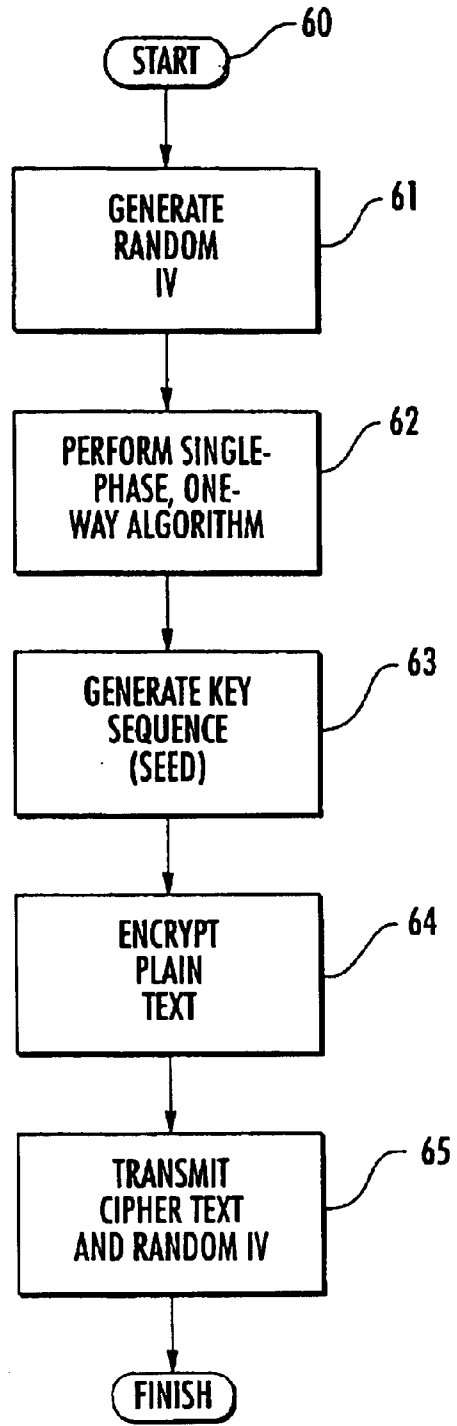 60
START
61
GENERATE
RANDOM
IV
62
PERFORM SINGLE-
PHASE, ONE-
WAY ALGORITHM
63
GENERATE KEY
SEQUENCE
(SEED)
64
ENCRYPT
PLAIN
TEXT
65
TRANSMIT
CIPHER TEXT
AND RANDOM IV
FINISH